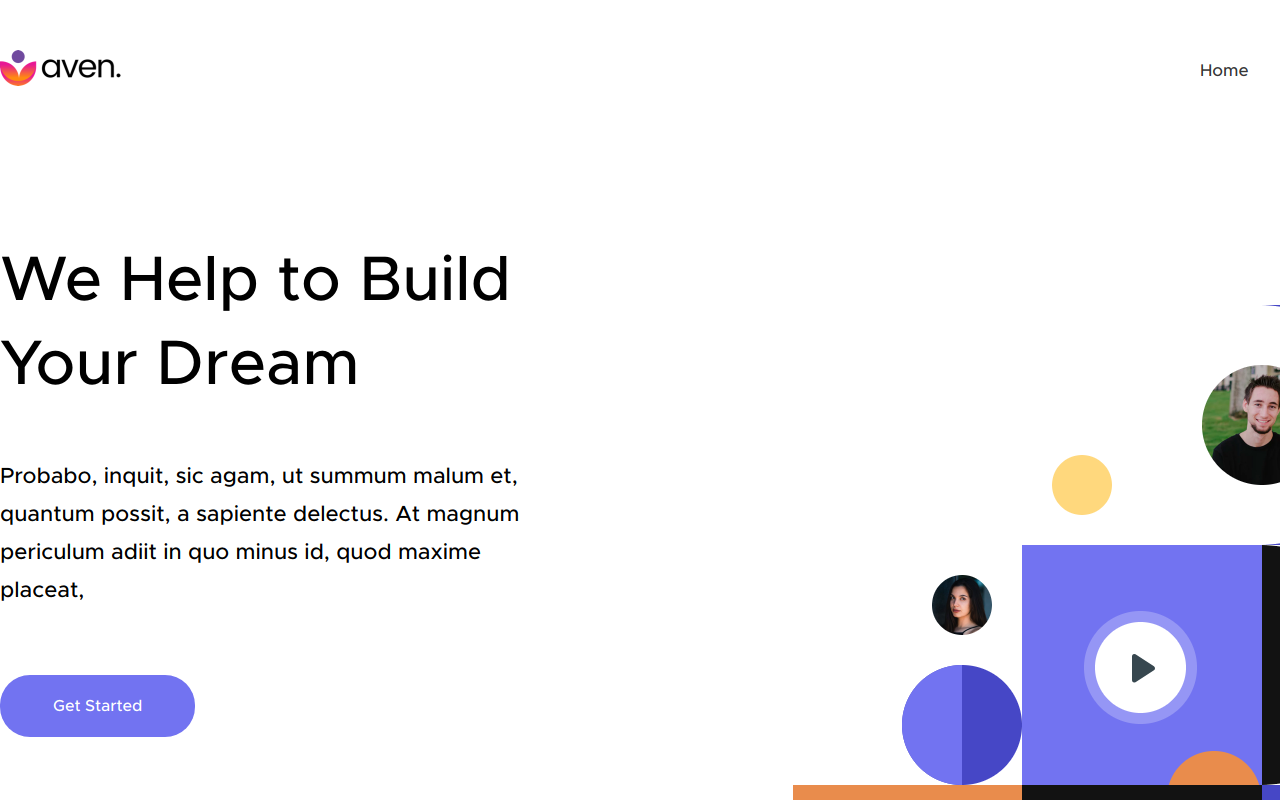 aven.
Home
We Help to Build
Your Dream
Probabo, inquit, sic agam, ut summum malum et,
quantum possit, a sapiente delectus. At magnum
periculum adiit in quo minus id, quod maxime
placeat,
Get Started